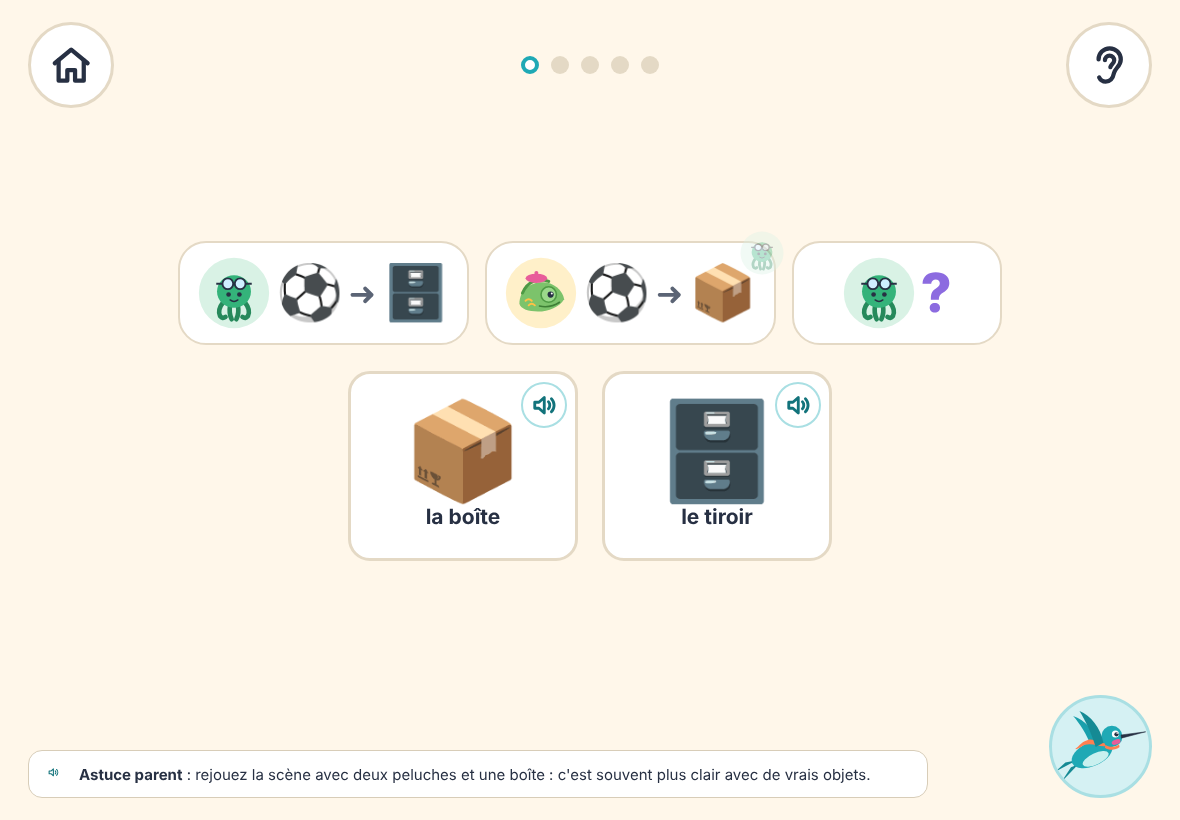 ?
la boîte
le tiroir
Astuce parent : rejouez la scène avec deux peluches et une boîte : c'est souvent plus clair avec de vrais objets.